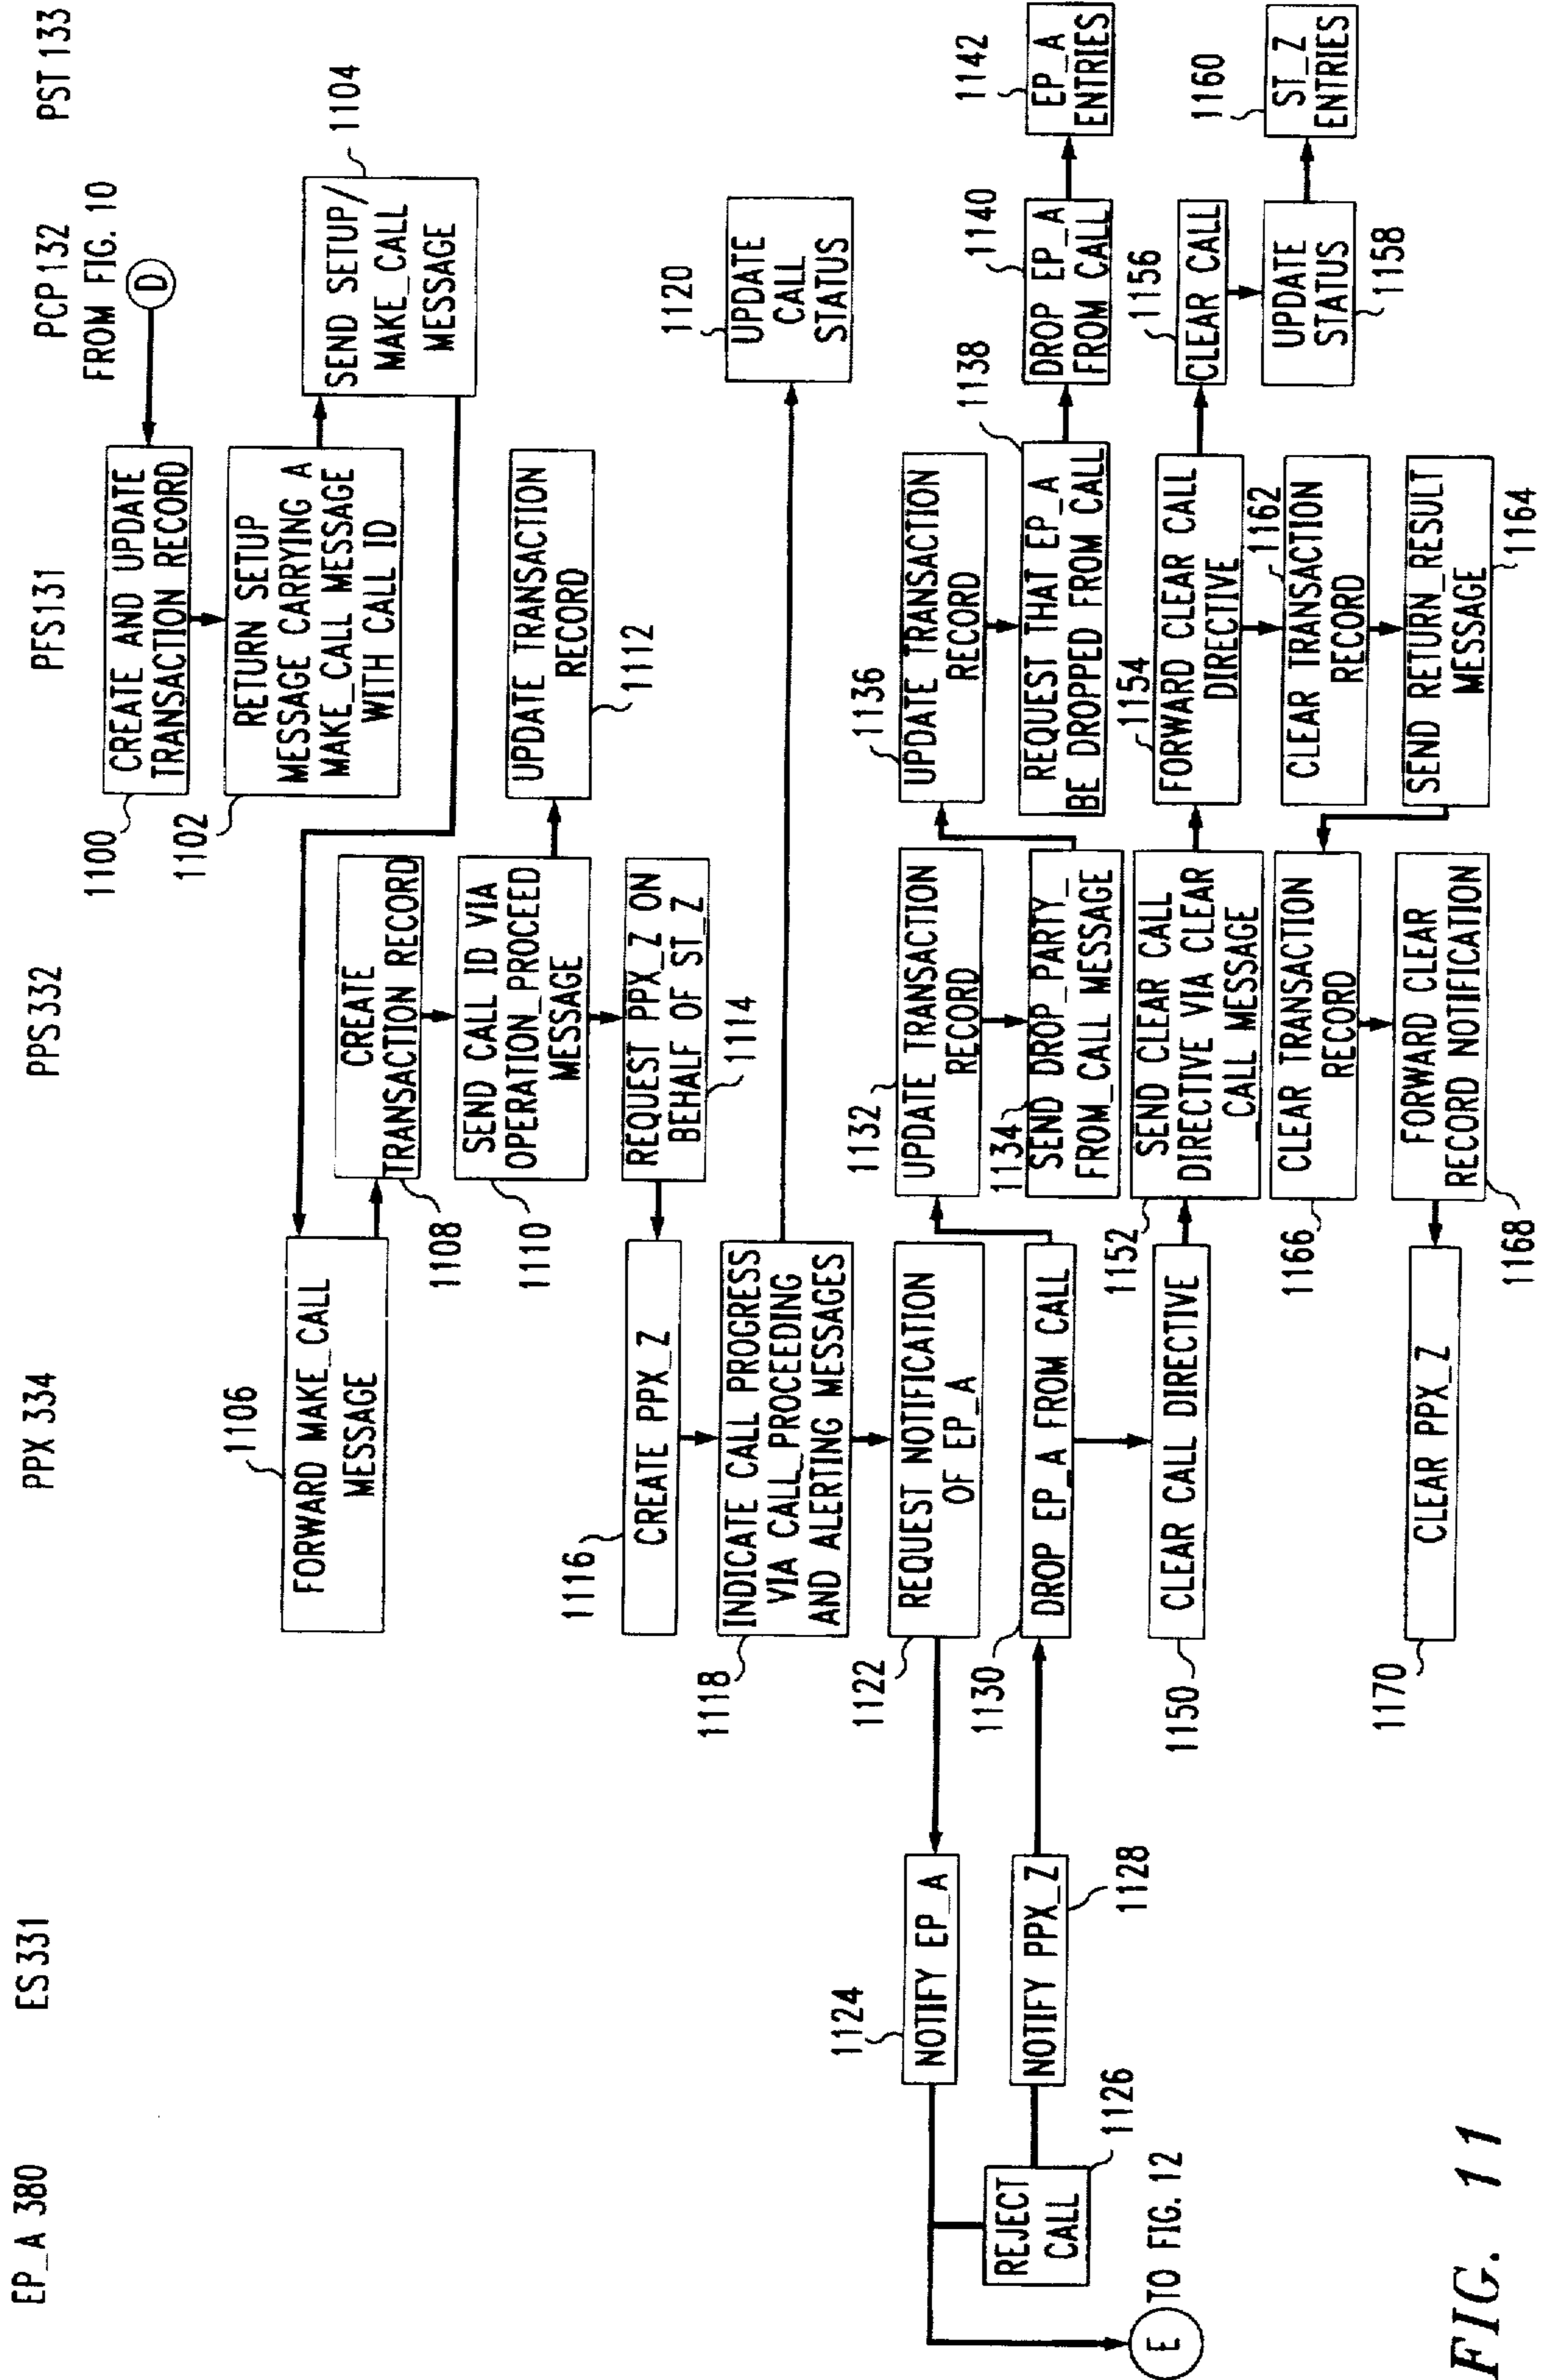 EP_A 380
ES 331
PPX 334
PPS 332
PFS131
PCP 132
PST 133
FROM FIG. 10
D
1100
CREATE AND UPDATE
TRANSACTION RECORD
1102
RETURN SETUP
MESSAGE CARRYING A
MAKE_CALL MESSAGE
WITH CALL ID
1104
SEND SETUP/
MAKE_CALL
MESSAGE
1106
FORWARD MAKE_CALL
MESSAGE
1108
CREATE
TRANSACTION RECORD
1110
SEND CALL ID VIA
OPERATION_PROCEED
MESSAGE
1112
UPDATE TRANSACTION
RECORD
1114
REQUEST PPX_Z ON
BEHALF OF ST_Z
1116
CREATE PPX_Z
1118
INDICATE CALL PROGRESS
VIA CALL_PROCEEDING
AND ALERTING MESSAGES
1120
UPDATE
CALL
STATUS
1122
REQUEST NOTIFICATION
OF EP_A
1124
NOTIFY EP_A
1126
REJECT
CALL
1128
NOTIFY PPX_Z
1130
DROP EP_A FROM CALL
1132
UPDATE TRANSACTION
RECORD
1134
SEND DROP_PARTY_
FROM_CALL MESSAGE
1136
UPDATE TRANSACTION
RECORD
1138
REQUEST THAT EP_A
BE DROPPED FROM CALL
1140
DROP EP_A
FROM CALL
1142
EP_A
ENTRIES
1150
CLEAR CALL DIRECTIVE
1152
SEND CLEAR CALL
DIRECTIVE VIA CLEAR
_CALL MESSAGE
1154
FORWARD CLEAR CALL
DIRECTIVE
1156
CLEAR CALL
1158
UPDATE
STATUS
1160
ST_Z
ENTRIES
1162
CLEAR TRANSACTION
RECORD
1164
SEND RETURN_RESULT
MESSAGE
1166
CLEAR TRANSACTION
RECORD
1168
FORWARD CLEAR
RECORD NOTIFICATION
1170
CLEAR PPX_Z
E
TO FIG. 12
FIG. 11